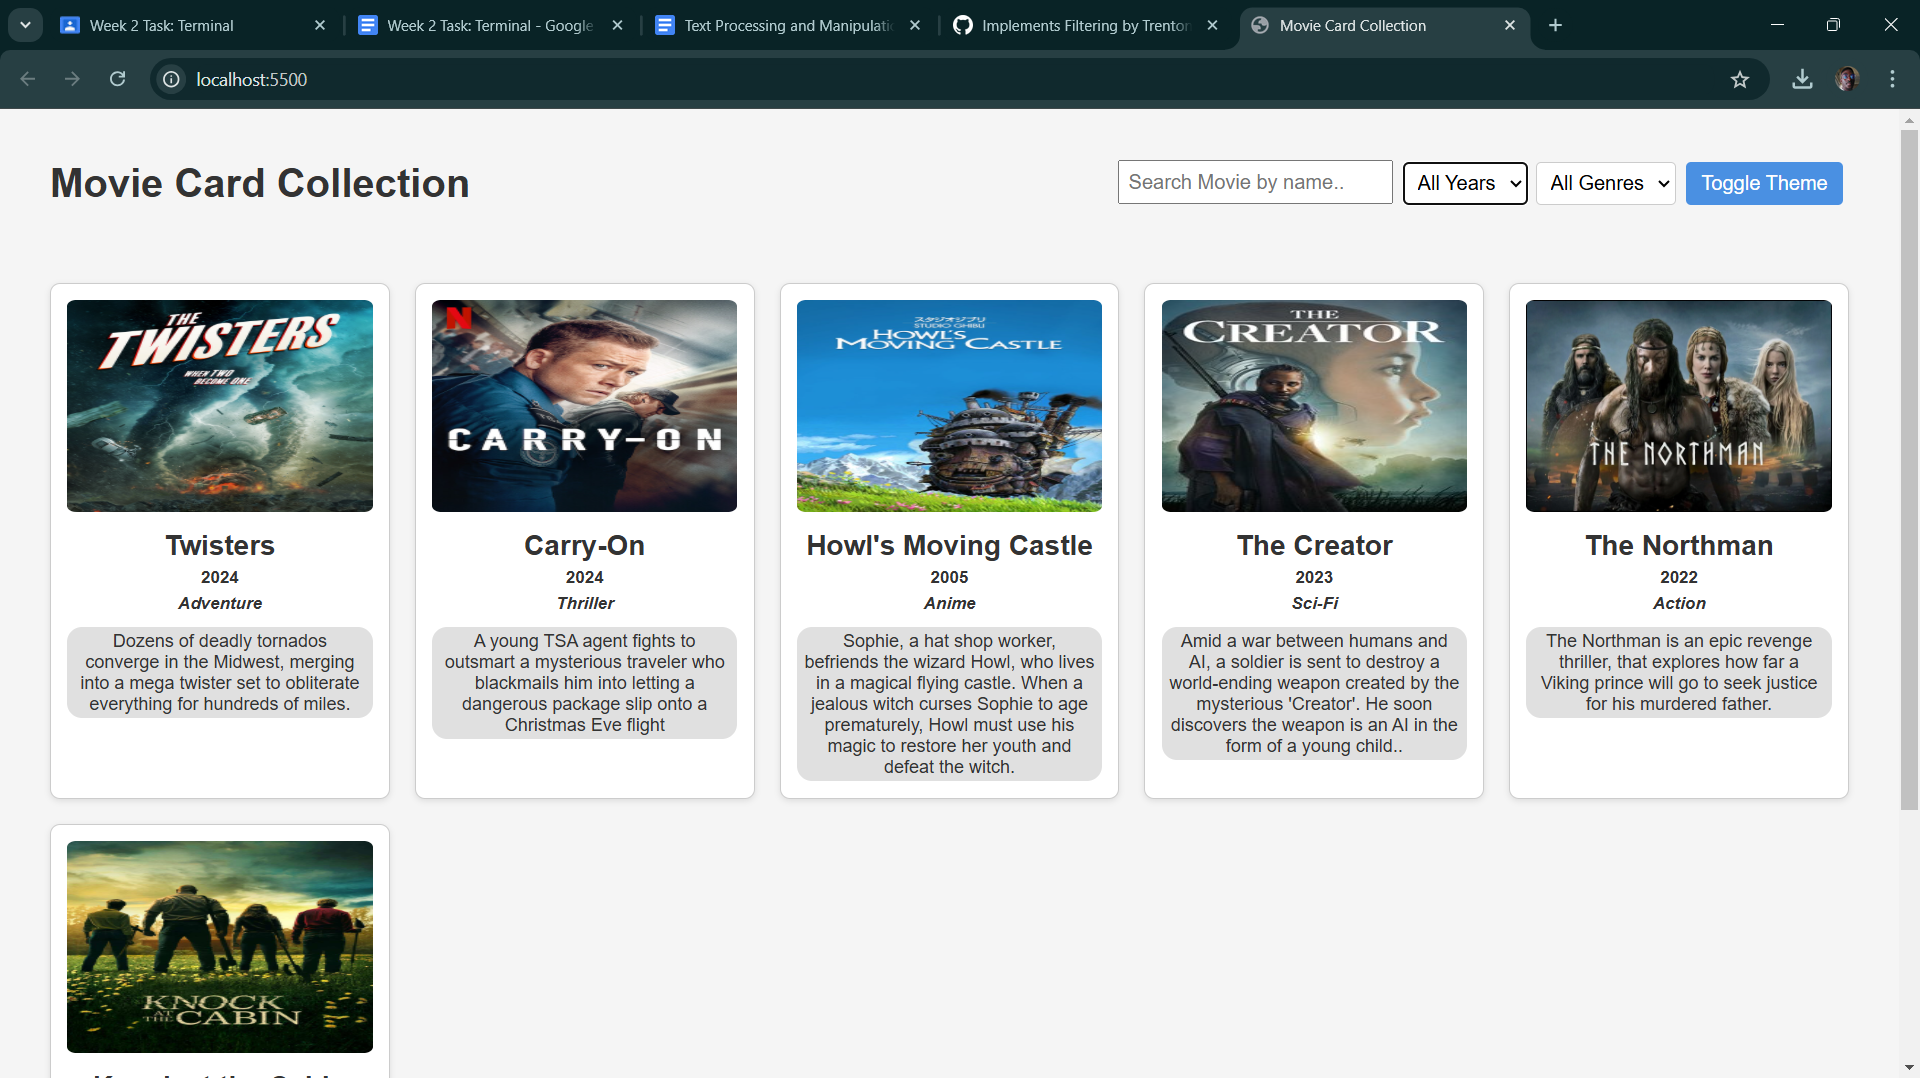 Week 2 Task: Terminal
Week 2 Task: Terminal - Google
Text Processing and Manipulati
Implements Filtering by Trenton
Movie Card Collection
localhost:5500
Movie Card Collection
Search Movie by name..
All Years
All Genres
Toggle Theme
THE
TWISTERS
WHEN TWO
BECOME ONE
N
CARRY-ON
スタジオジブリ
STUDIO GHIBLI
HOWL'S
MOVING CASTLE
THE
CREATOR
THE NORTHMAN
Twisters
2024
Adventure
Dozens of deadly tornados
converge in the Midwest, merging
into a mega twister set to obliterate
everything for hundreds of miles.
Carry-On
2024
Thriller
A young TSA agent fights to
outsmart a mysterious traveler who
blackmails him into letting a
dangerous package slip onto a
Christmas Eve flight
Howl's Moving Castle
2005
Anime
Sophie, a hat shop worker,
befriends the wizard Howl, who lives
in a magical flying castle. When a
jealous witch curses Sophie to age
prematurely, Howl must use his
magic to restore her youth and
defeat the witch.
The Creator
2023
Sci-Fi
Amid a war between humans and
AI, a soldier is sent to destroy a
world-ending weapon created by the
mysterious 'Creator'. He soon
discovers the weapon is an AI in the
form of a young child..
The Northman
2022
Action
The Northman is an epic revenge
thriller, that explores how far a
Viking prince will go to seek justice
for his murdered father.
KNOCK
AT THE CABIN